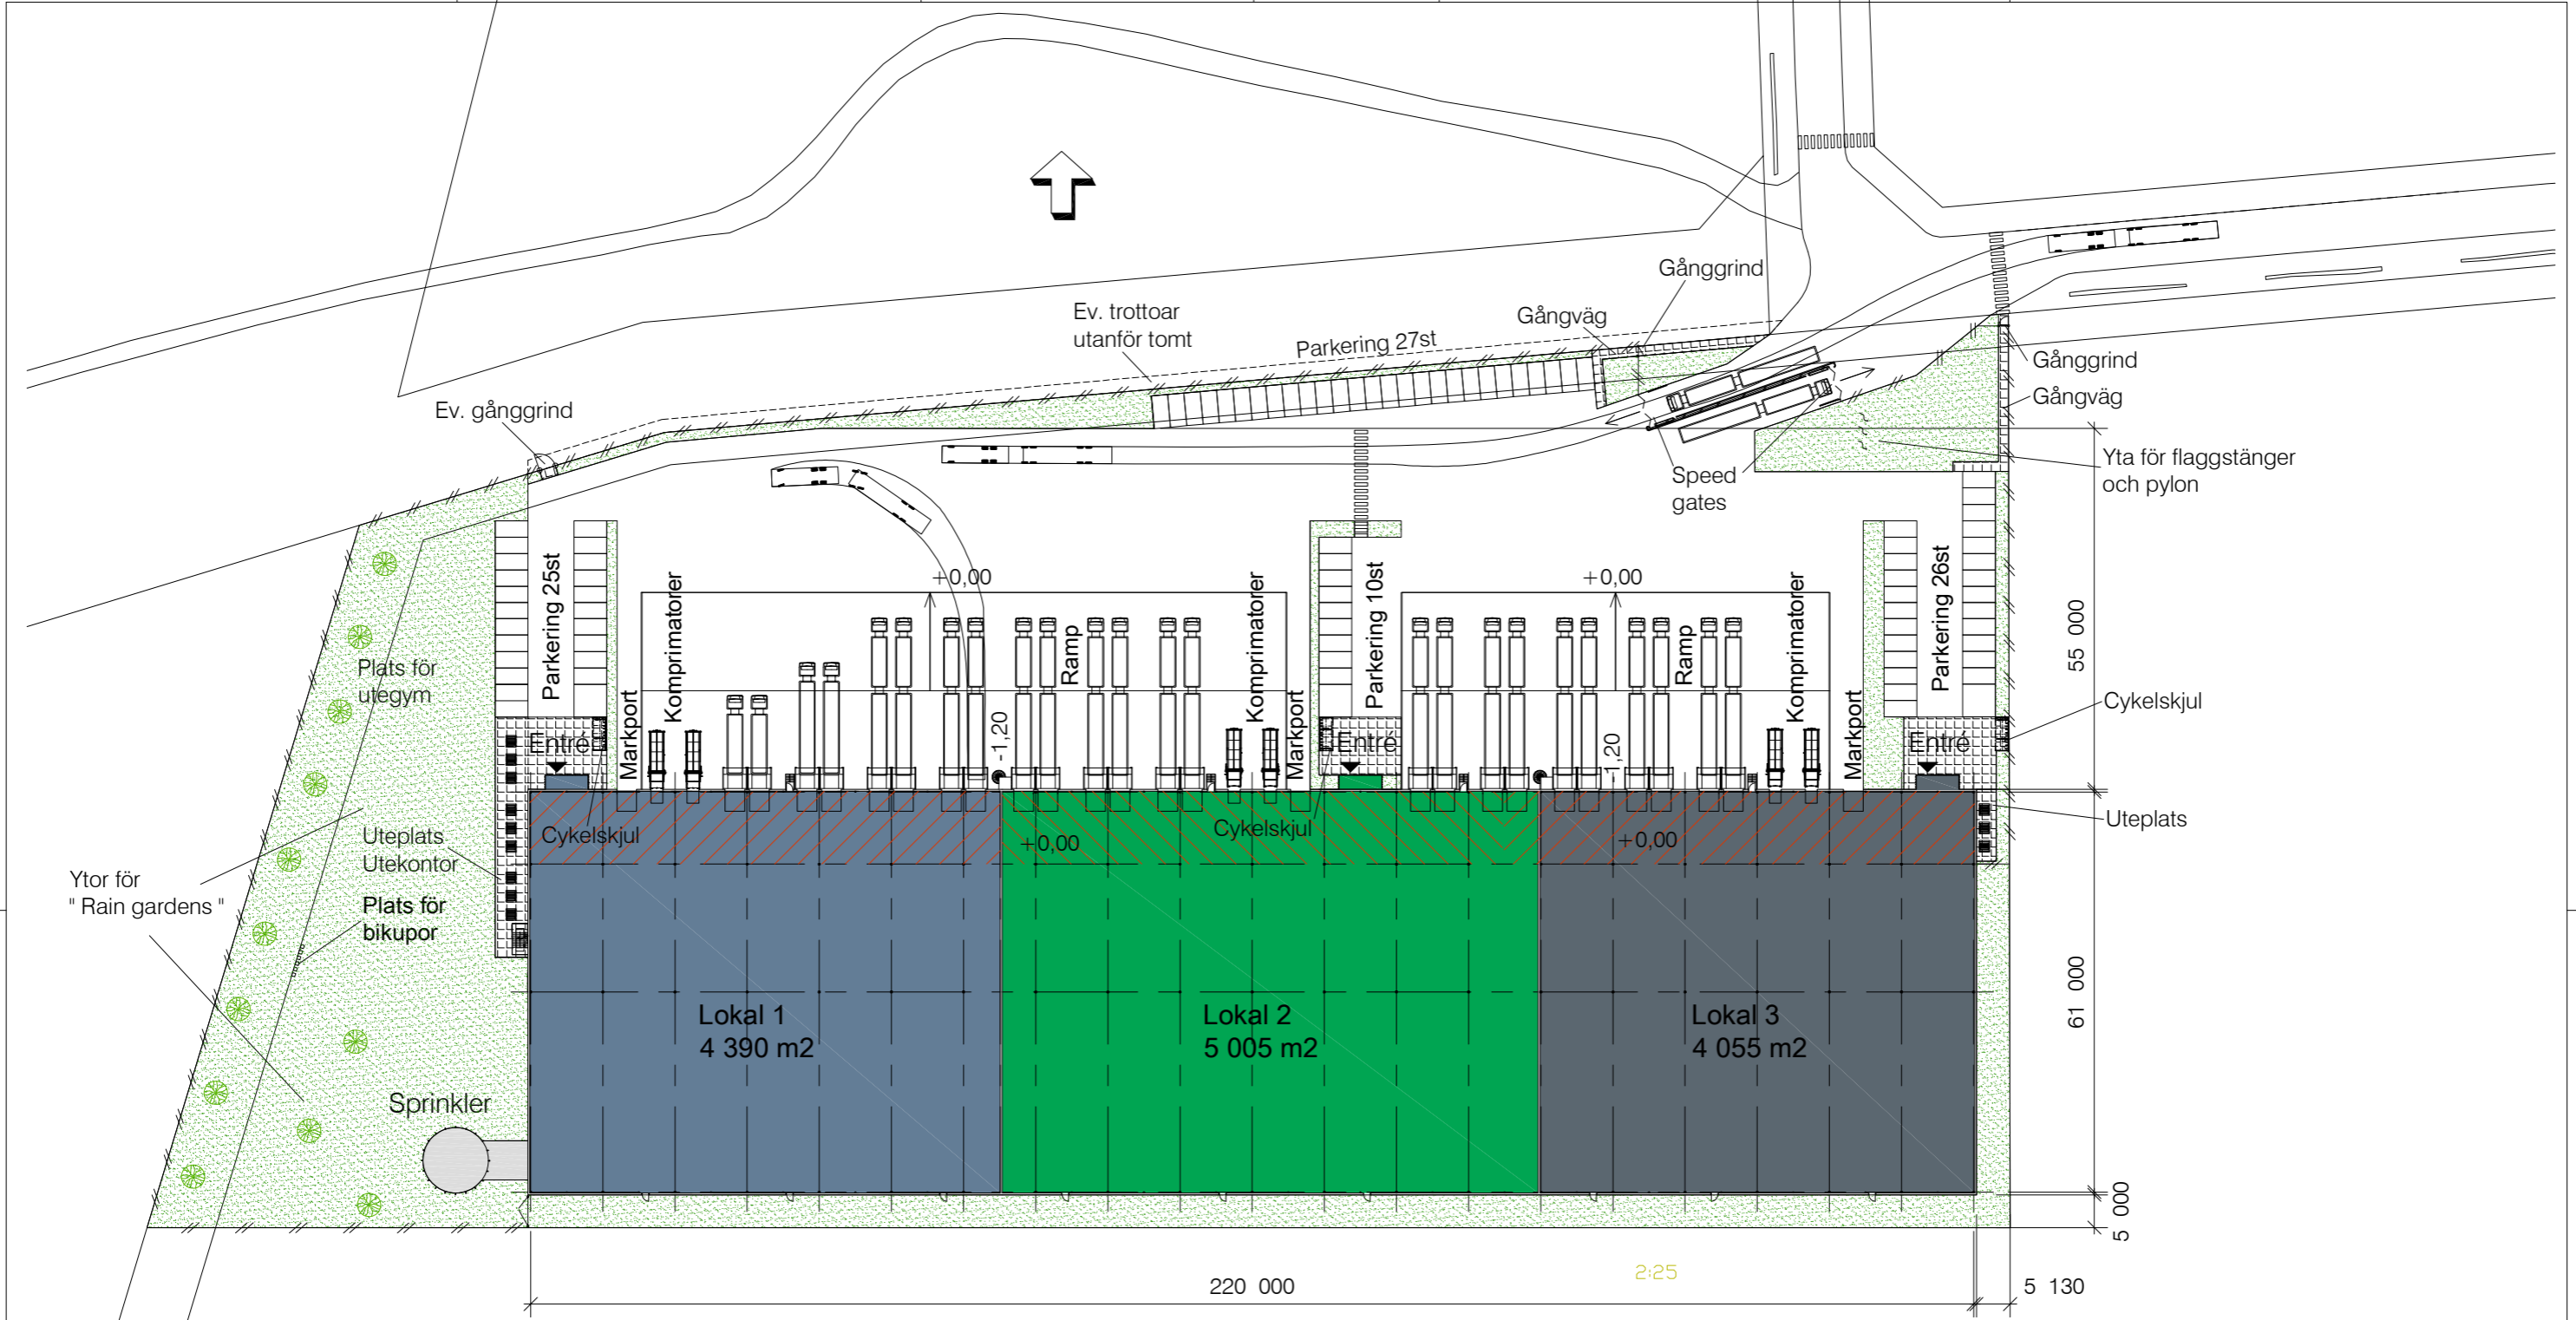 Gånggrind
Ev. trottoar
utanför tomt
Gångväg
Parkering 27st
Gånggrind
Gångväg
Ev. gånggrind
Yta för flaggstänger
och pylon
Speed
gates
Parkering 25st
Komprimatorer
+0,00
Ramp
Komprimatorer
Parkering 10st
+0,00
Ramp
Komprimatorer
Parkering 26st
55 000
Plats för
utegym
Markport
Markport
Markport
Cykelskjul
-1,20
-1,20
Entré
Entré
Entré
Uteplats
Cykelskjul
Cykelskjul
+0,00
+0,00
Uteplats
Utekontor
Ytor för
" Rain gardens "
Plats för
bikupor
Lokal 1
4 390 m2
Lokal 2
5 005 m2
Lokal 3
4 055 m2
61 000
Sprinkler
5 000
2:25
220 000
5 130